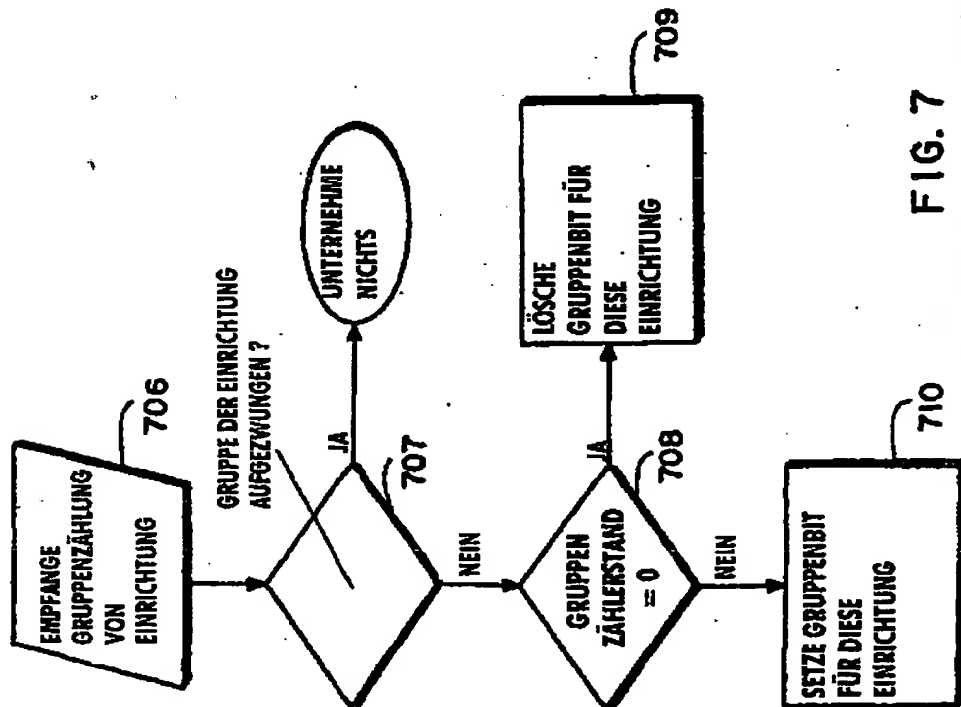 EMPFANGE
GRUPPENZÄHLUNG
VON
EINRICHTUNG
706
GRUPPE DER EINRICHTUNG
AUFGEZWUNGEN ?
707
JA
UNTERNEHME
NICHTS
NEIN
GRUPPEN
ZÄHLERSTAND
= 0
708
JA
LÖSCHE
GRUPPENBIT FÜR
DIESE
EINRICHTUNG
709
NEIN
SETZE GRUPPENBIT
FÜR DIESE
EINRICHTUNG
710
FIG. 7